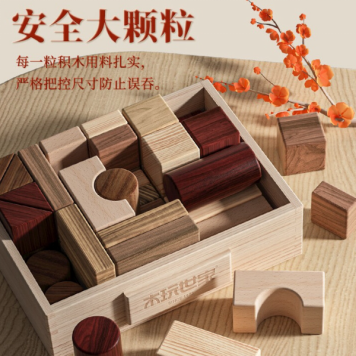 安全大颗粒
每一粒积木用料扎实，
严格把控尺寸防止误吞。
木玩世家